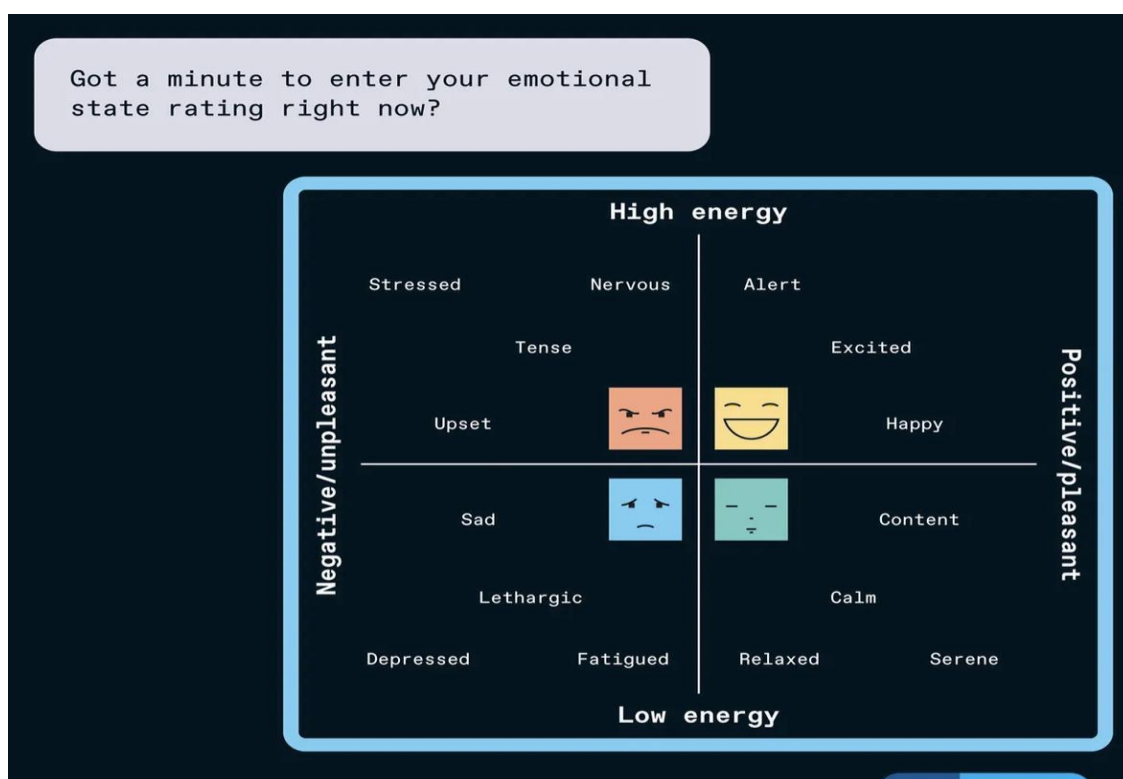 Got a minute to enter your emotional
state rating right now?
High energy
Stressed Nervous Alert
Tense Excited
Upset Happy
Negative/unpleasant
Positive/pleasant
Sad Content
Lethargic Calm
Depressed Fatigued Relaxed Serene
Low energy